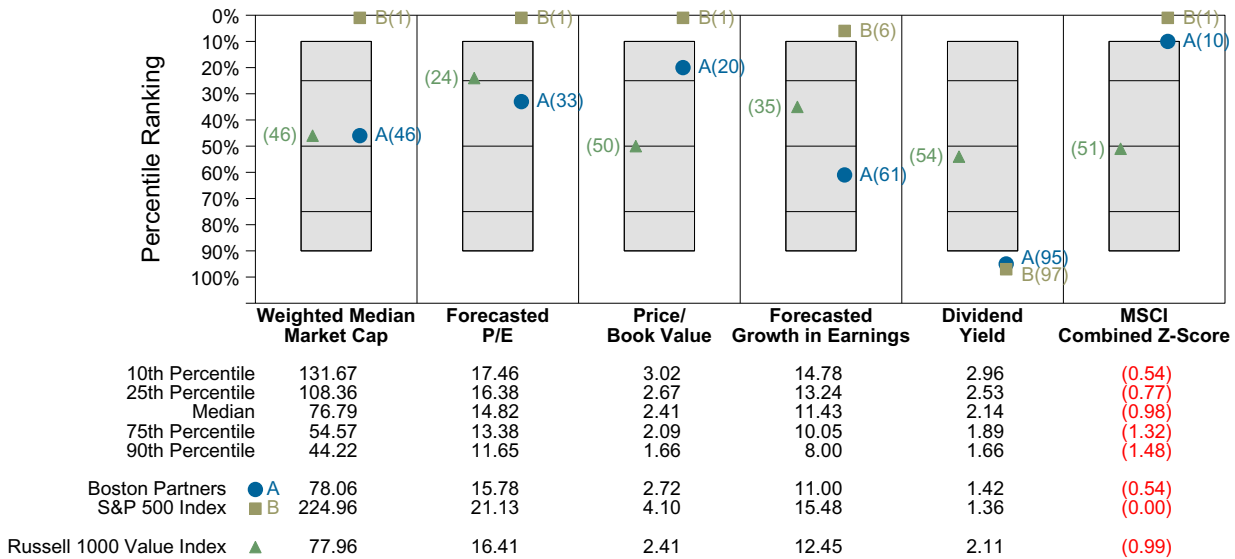 Percentile Ranking
0%
10%
20%
30%
40%
50%
60%
70%
80%
90%
100%
B(1) B(1) B(1) B(6) B(1)
A(10)
(24) A(33) A(20)
(46) A(46) (50) (35) A(61) (54) (51)
A(95)
B(97)
Weighted Median Forecasted Price/ Forecasted Dividend MSCI
Market Cap P/E Book Value Growth in Earnings Yield Combined Z-Score
10th Percentile 131.67 17.46 3.02 14.78 2.96 (0.54)
25th Percentile 108.36 16.38 2.67 13.24 2.53 (0.77)
Median 76.79 14.82 2.41 11.43 2.14 (0.98)
75th Percentile 54.57 13.38 2.09 10.05 1.89 (1.32)
90th Percentile 44.22 11.65 1.66 8.00 1.66 (1.48)
Boston Partners A 78.06 15.78 2.72 11.00 1.42 (0.54)
S&P 500 Index B 224.96 21.13 4.10 15.48 1.36 (0.00)
Russell 1000 Value Index 77.96 16.41 2.41 12.45 2.11 (0.99)